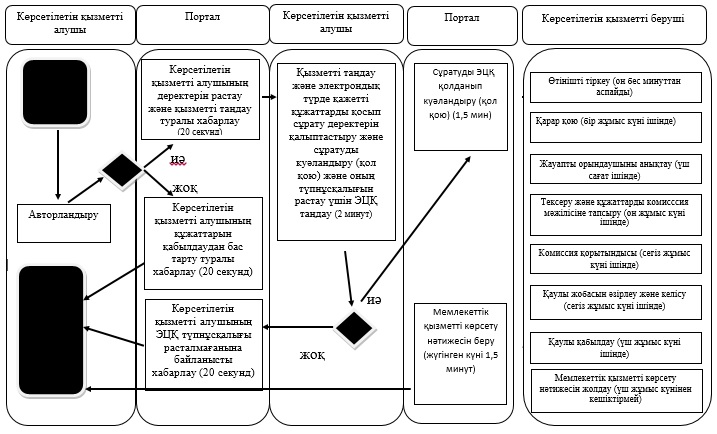 Көрсетілетін қызметті
алушы
Портал
Көрсетілетін қызметті
алушы
Портал
Көрсетілетін қызметті беруші
Авторландыру
Көрсетілетін
қызметті алушының
деректерін растау
және қызметті таңдау
туралы хабарлау
(20 секунд)
иә
жоқ
Көрсетілетін
қызметті алушының
құжаттарын
қабылдаудан бас
тарту туралы
хабарлау (20 секунд)
Көрсетілетін
қызметті алушының
ЭЦҚ түпнұсқалығы
расталмағанына
байланысты
хабарлау (20 секунд)
Қызметті таңдау
және электрондық
түрде қажетті
құжаттарды қосып
сұрату деректерін
қалыптастыру және
сұратуды
куәландыру (қол
қою) және оның
түпнұсқалығын
растау үшін ЭЦҚ
таңдау (2 минут)
иә
жоқ
Сұратуды ЭЦҚ
қолданып
куәландыру (қол
қою) (1,5 мин)
Мемлекеттік
қызметті көрсету
нәтижесін беру
(жүгінген күні 1,5
минут)
Өтінішті тіркеу (он бес минуттан
аспайды)
Қарар қою (бір жұмыс күні ішінде)
Жауапты орындаушыны анықтау (үш
сағат ішінде)
Тексеру және құжаттарды комисссия
мәжілісіне тапсыру (он жұмыс күні
ішінде)
Комиссия қорытындысы (сегіз жұмыс
күні ішінде)
Қаулы жобасын әзірлеу және келісу
(сегіз жұмыс күні ішінде)
Қаулы қабылдау (үш жұмыс күні
ішінде)
Мемлекеттік қызметті көрсету
нәтижесін жолдау (үш жұмыс күнінен
кешіктірмей)